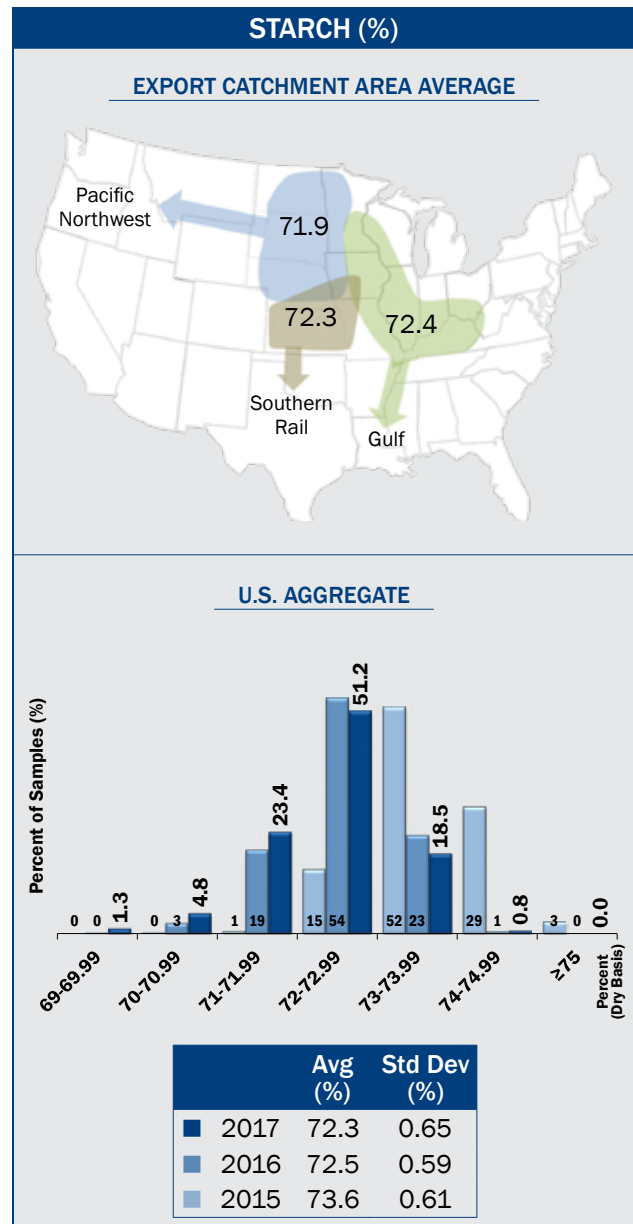 STARCH (%)
EXPORT CATCHMENT AREA AVERAGE
Pacific
Northwest
71.9
72.3
72.4
Southern
Rail
Gulf
U.S. AGGREGATE
Percent of Samples (%)
0 0 1.3
0 3 4.8
1 19 23.4
15 54 51.2
52 23 18.5
29 1 0.8
3 0 0.0
69-69.99
70-70.99
71-71.99
72-72.99
73-73.99
74-74.99
≥75
Percent
(Dry Basis)
Avg Std Dev
(%) (%)
2017 72.3 0.65
2016 72.5 0.59
2015 73.6 0.61